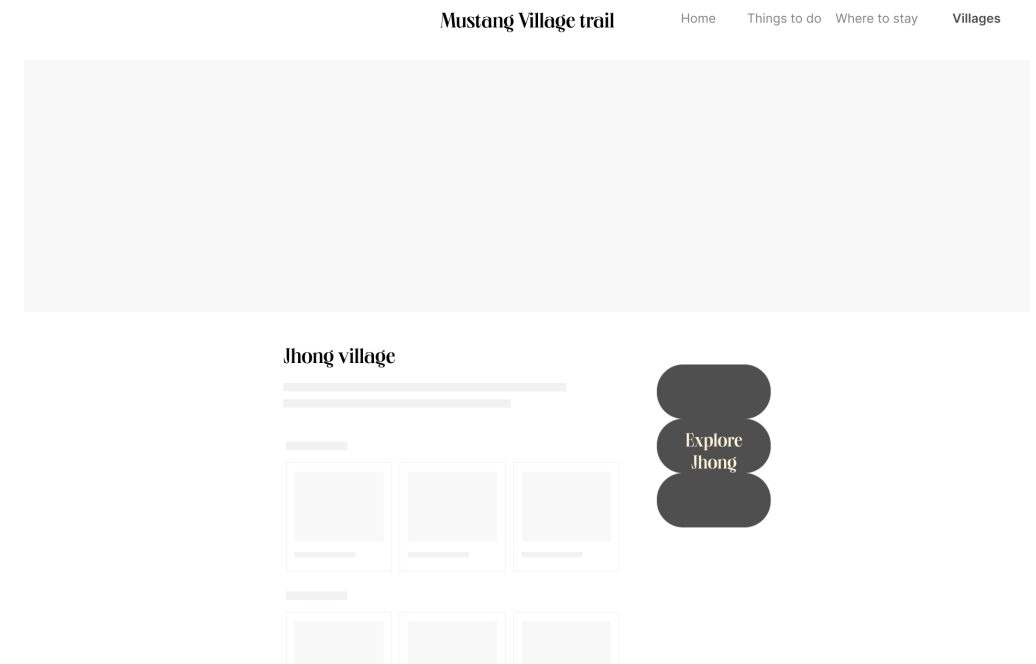 Mustang Village trail
Home Things to do Where to stay Villages
Jhong village
Explore
Jhong